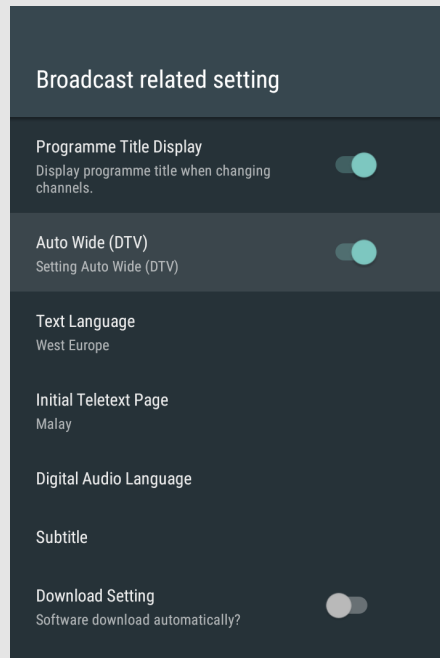 Broadcast related setting
Programme Title Display
Display programme title when changing
channels.
Auto Wide (DTV)
Setting Auto Wide (DTV)
Text Language
West Europe
Initial Teletext Page
Malay
Digital Audio Language
Subtitle
Download Setting
Software download automatically?